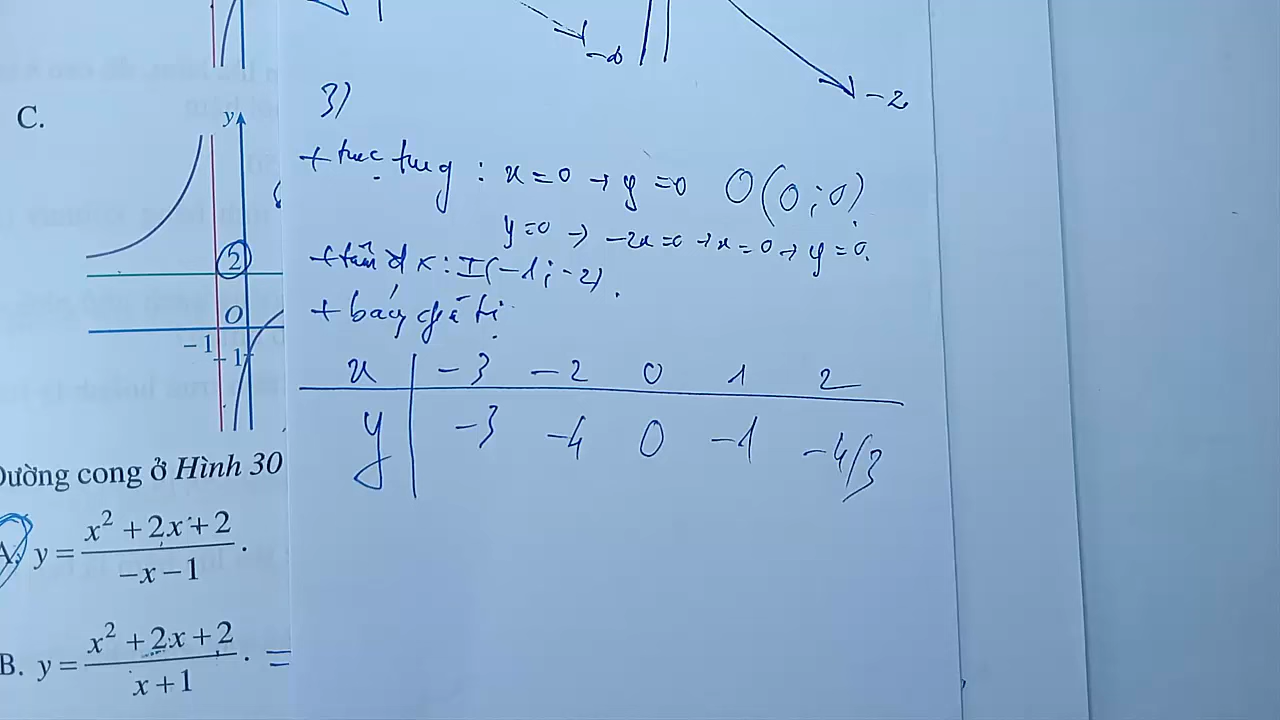 -∞
-2
3)
C.
y
+ trục tung : x=0 → y=0 O(0;0)
y=0 → -2x=0 → x=0 → y=0.
+ tâm đx: I(-1;-2).
+ bảng giá trị
2
O
-1
-1
x | -3 -2 0 1 2
y | -3 -4 0 -1 -4/3
Đường cong ở Hình 30
A. y = (x² + 2x + 2)/(-x - 1).
B. y = (x² + 2x + 2)/(x + 1). =